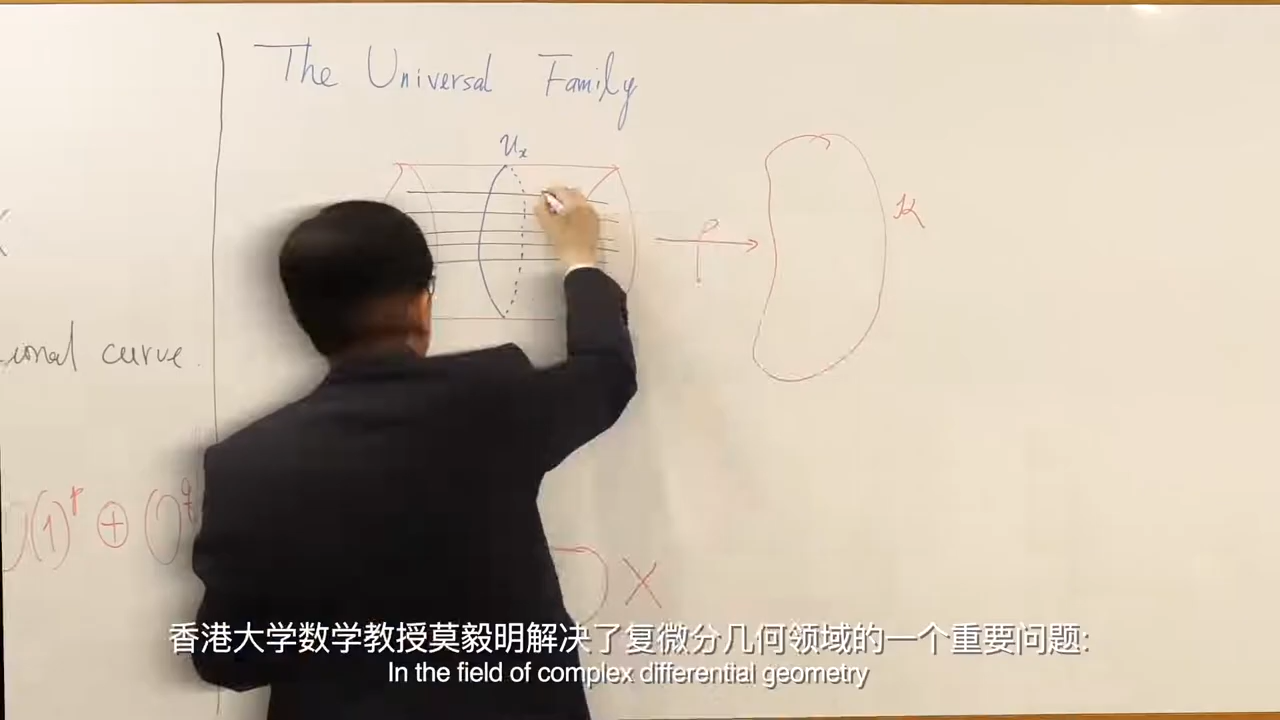 The Universal Family
𝒰x
ρ
𝒦
ional curve.
(1)ᵖ ⊕ 𝒪^q
X
香港大学数学教授莫毅明解决了复微分几何领域的一个重要问题:
In the field of complex differential geometry